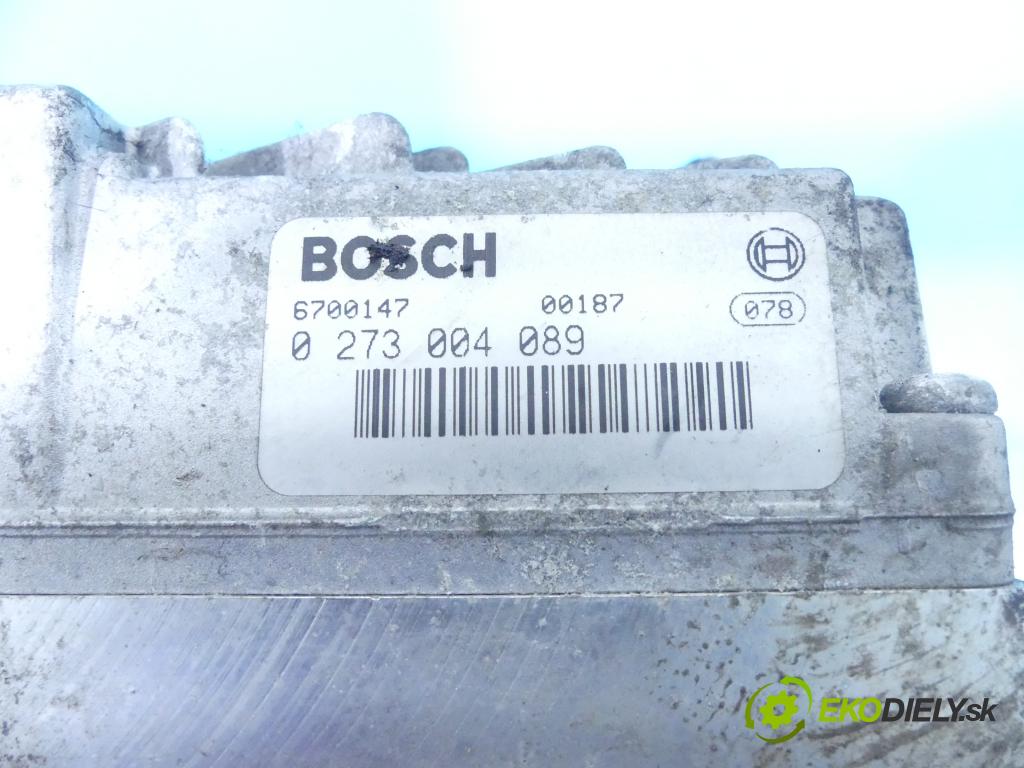 BOSCH
6700147 00187 078
0 273 004 089
EKODIELY.sk